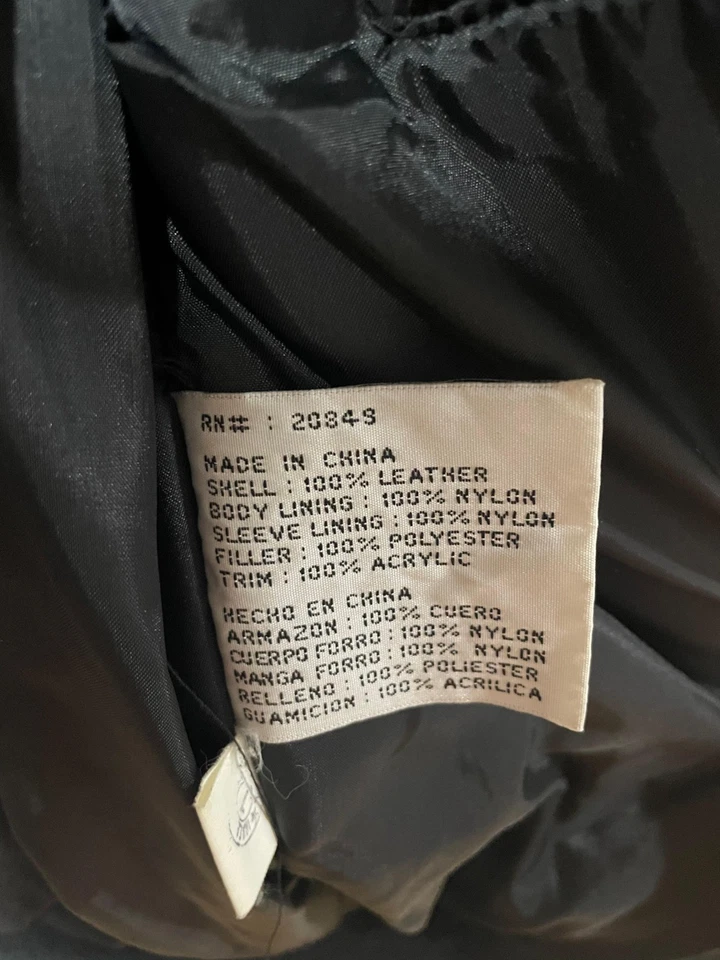 RN# : 20849
MADE IN CHINA
SHELL : 100% LEATHER
BODY LINING : 100% NYLON
SLEEVE LINING : 100% NYLON
FILLER : 100% POLYESTER
TRIM : 100% ACRYLIC
HECHO EN CHINA
ARMAZON : 100% CUERO
CUERPO FORRO : 100% NYLON
MANGA FORRO : 100% NYLON
RELLENO : 100% POLIESTER
GUAMICION : 100% ACRILICA